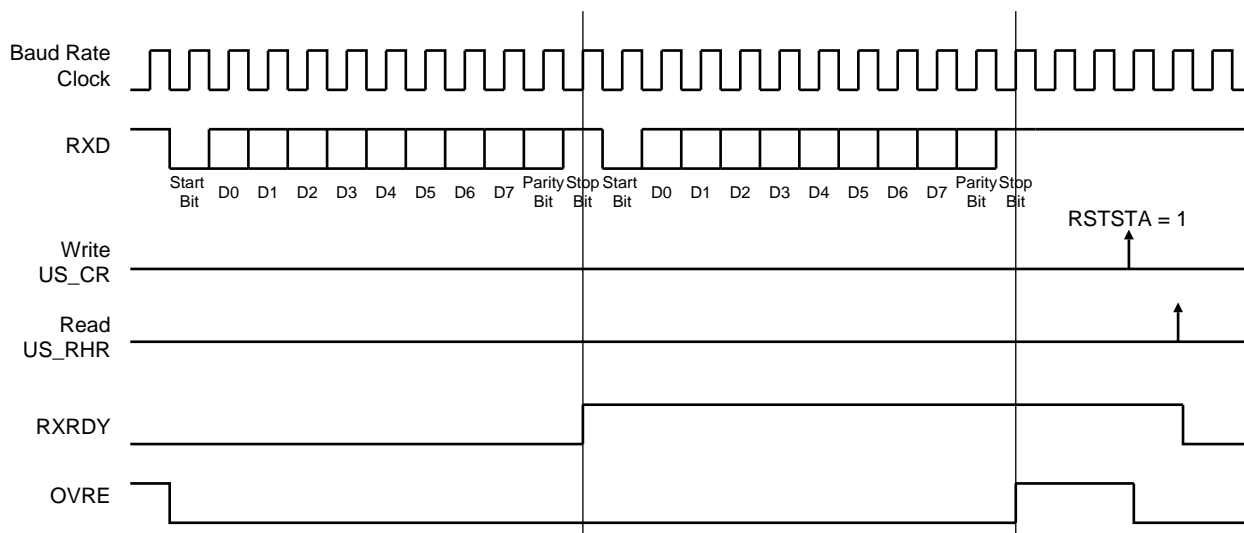 Baud Rate
Clock
RXD
Start
Bit
D0
D1
D2
D3
D4
D5
D6
D7
Parity
Bit
Stop
Bit
Start
Bit
D0
D1
D2
D3
D4
D5
D6
D7
Parity
Bit
Stop
Bit
RSTSTA = 1
Write
US_CR
Read
US_RHR
RXRDY
OVRE